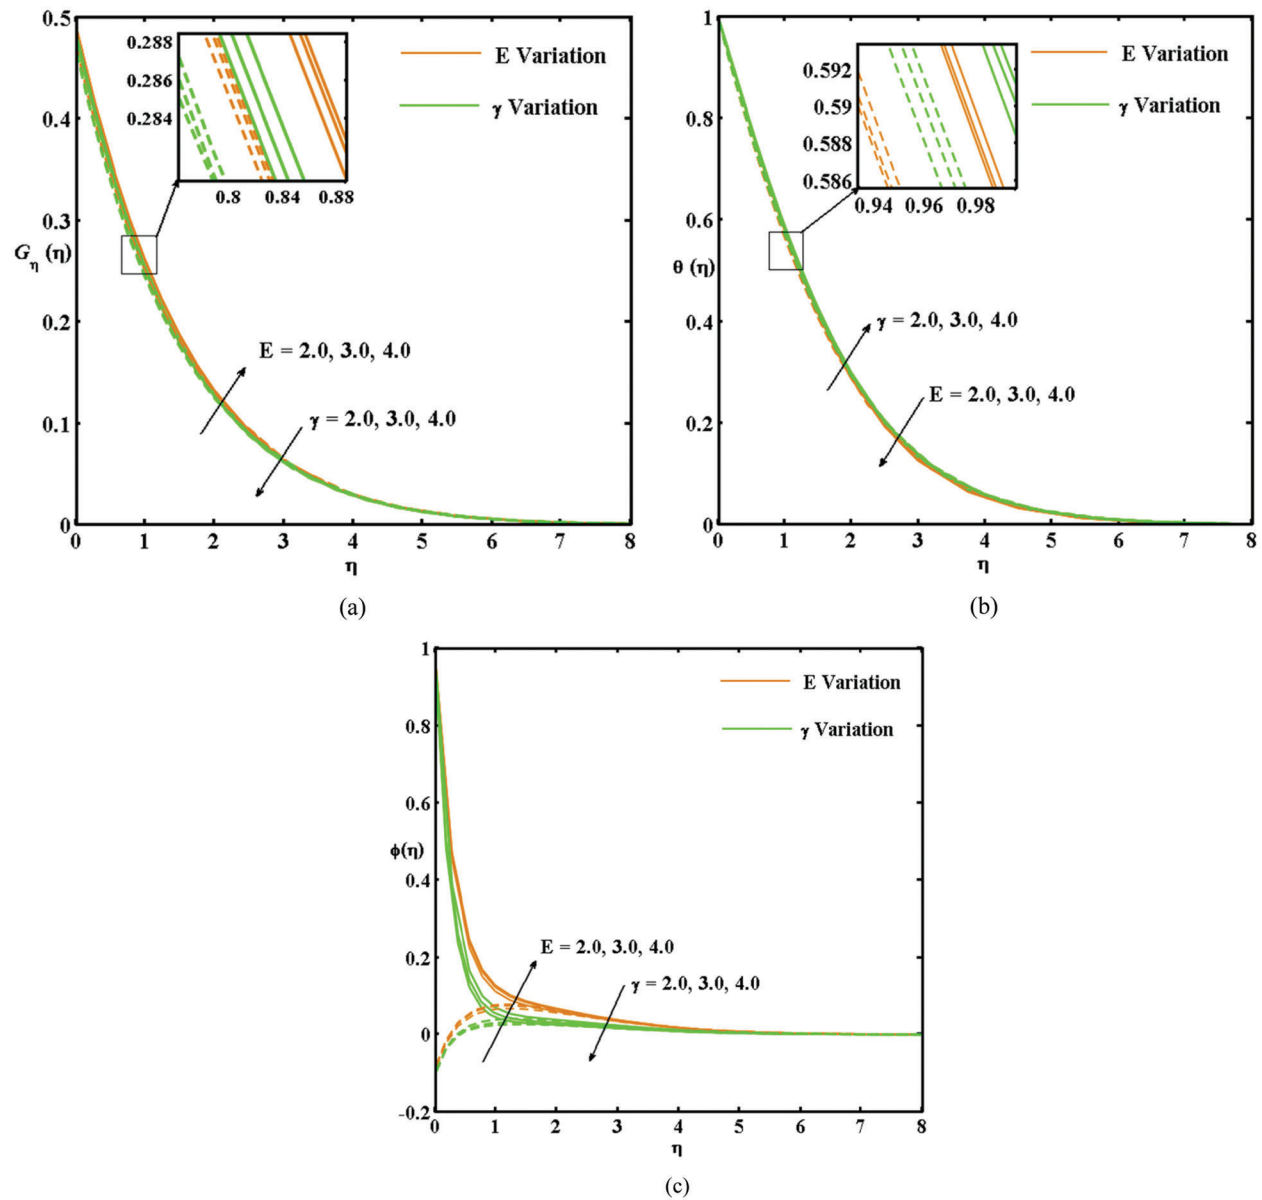 0.5
0.4
0.3
0.2
0.1
0
G_η (η)
0.288
0.286
0.284
0.8 0.84 0.88
E Variation
γ Variation
E = 2.0, 3.0, 4.0
γ = 2.0, 3.0, 4.0
0 1 2 3 4 5 6 7 8
η
(a)
1
0.8
0.6
0.4
0.2
0
θ (η)
0.592
0.59
0.588
0.586
0.94 0.96 0.98
E Variation
γ Variation
γ = 2.0, 3.0, 4.0
E = 2.0, 3.0, 4.0
0 1 2 3 4 5 6 7 8
η
(b)
1
0.8
0.6
0.4
0.2
0
-0.2
ϕ(η)
E Variation
γ Variation
E = 2.0, 3.0, 4.0
γ = 2.0, 3.0, 4.0
0 1 2 3 4 5 6 7 8
η
(c)